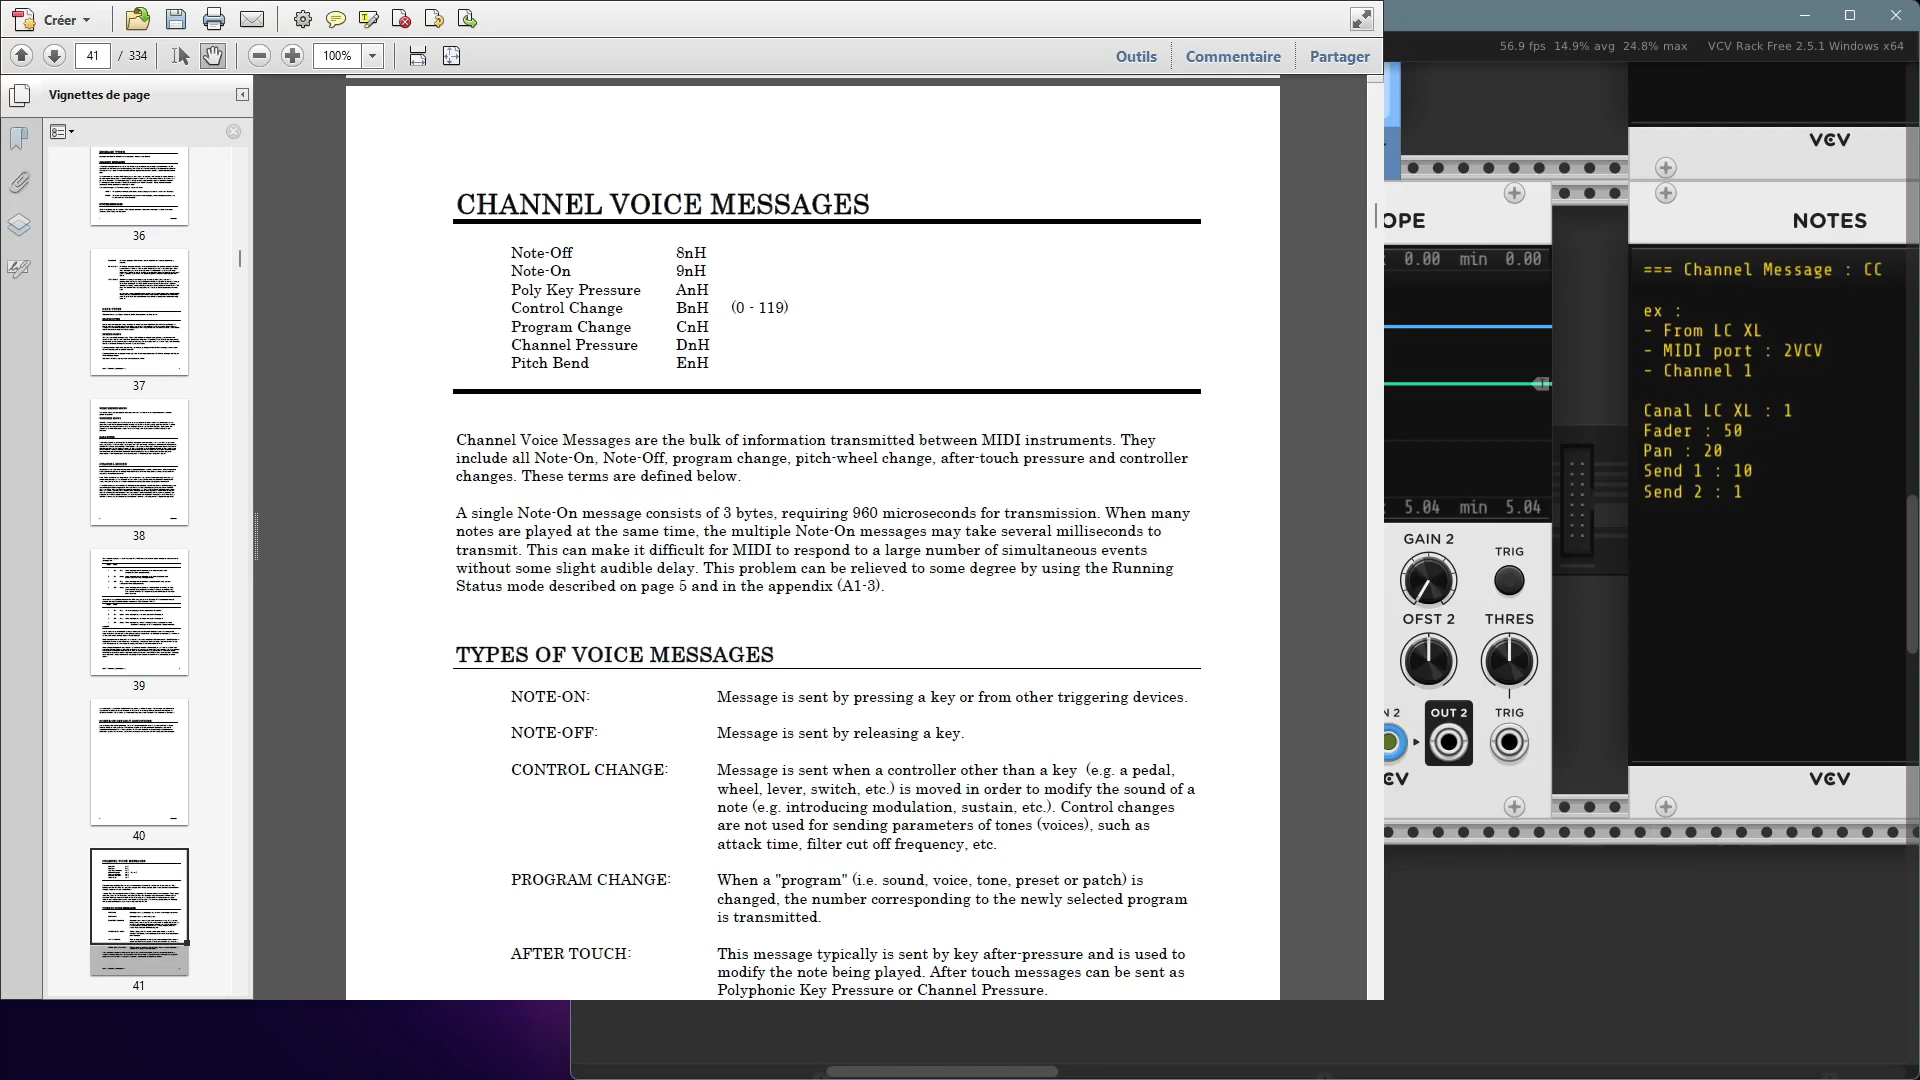 Créer
41 / 334
100%
Outils
Commentaire
Partager
Vignettes de page
36
37
38
39
40
41
CHANNEL VOICE MESSAGES
Note-Off 8nH
Note-On 9nH
Poly Key Pressure AnH
Control Change BnH (0 - 119)
Program Change CnH
Channel Pressure DnH
Pitch Bend EnH
Channel Voice Messages are the bulk of information transmitted between MIDI instruments. They
include all Note-On, Note-Off, program change, pitch-wheel change, after-touch pressure and controller
changes. These terms are defined below.
A single Note-On message consists of 3 bytes, requiring 960 microseconds for transmission. When many
notes are played at the same time, the multiple Note-On messages may take several milliseconds to
transmit. This can make it difficult for MIDI to respond to a large number of simultaneous events
without some slight audible delay. This problem can be relieved to some degree by using the Running
Status mode described on page 5 and in the appendix (A1-3).
TYPES OF VOICE MESSAGES
NOTE-ON: Message is sent by pressing a key or from other triggering devices.
NOTE-OFF: Message is sent by releasing a key.
CONTROL CHANGE: Message is sent when a controller other than a key (e.g. a pedal,
wheel, lever, switch, etc.) is moved in order to modify the sound of a
note (e.g. introducing modulation, sustain, etc.). Control changes
are not used for sending parameters of tones (voices), such as
attack time, filter cut off frequency, etc.
PROGRAM CHANGE: When a "program" (i.e. sound, voice, tone, preset or patch) is
changed, the number corresponding to the newly selected program
is transmitted.
AFTER TOUCH: This message typically is sent by key after-pressure and is used to
modify the note being played. After touch messages can be sent as
Polyphonic Key Pressure or Channel Pressure.
56.9 fps 14.9% avg 24.8% max VCV Rack Free 2.5.1 Windows x64
VCV
OPE
0.00 min 0.00
5.04 min 5.04
GAIN 2
TRIG
OFST 2
THRES
N 2
OUT 2
TRIG
CV
NOTES
=== Channel Message : CC
ex :
- From LC XL
- MIDI port : 2VCV
- Channel 1
Canal LC XL : 1
Fader : 50
Pan : 20
Send 1 : 10
Send 2 : 1
VCV